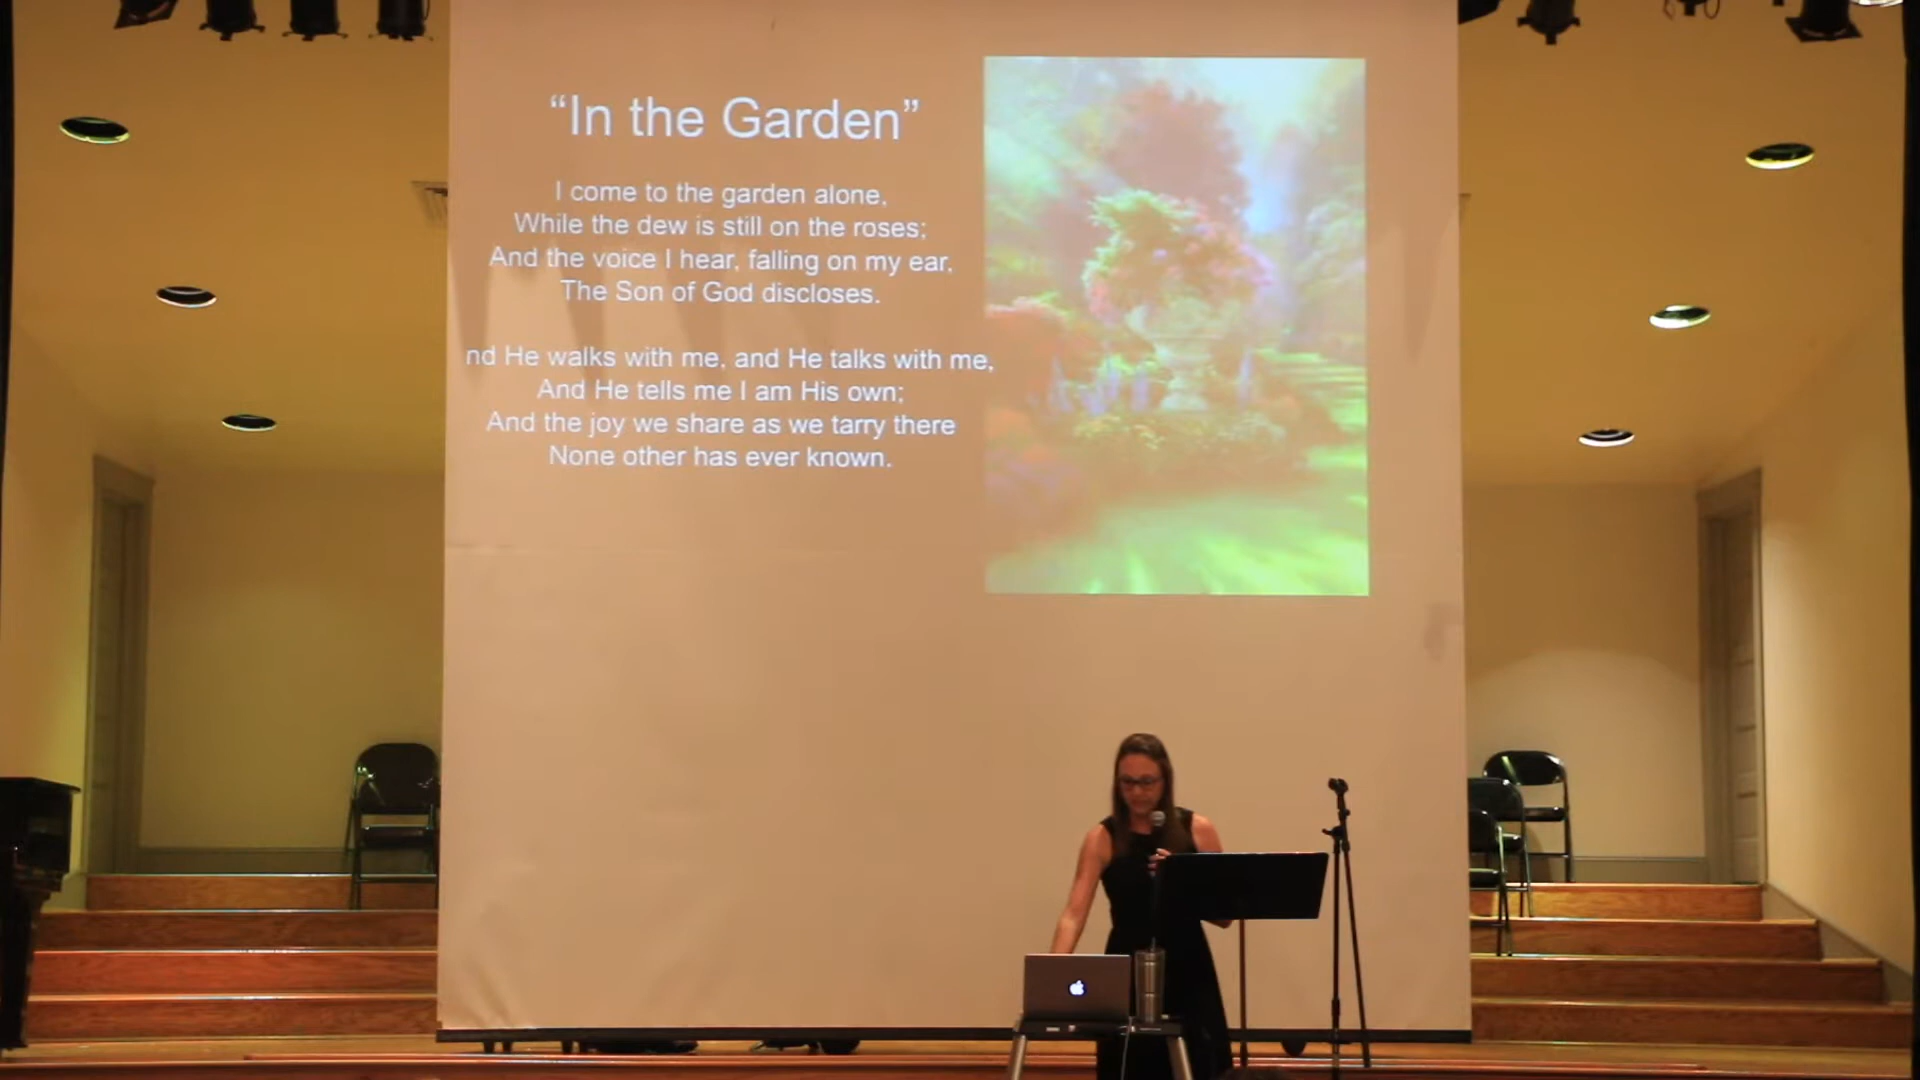 “In the Garden”
I come to the garden alone,
While the dew is still on the roses;
And the voice I hear, falling on my ear,
The Son of God discloses.
nd He walks with me, and He talks with me,
And He tells me I am His own;
And the joy we share as we tarry there
None other has ever known.